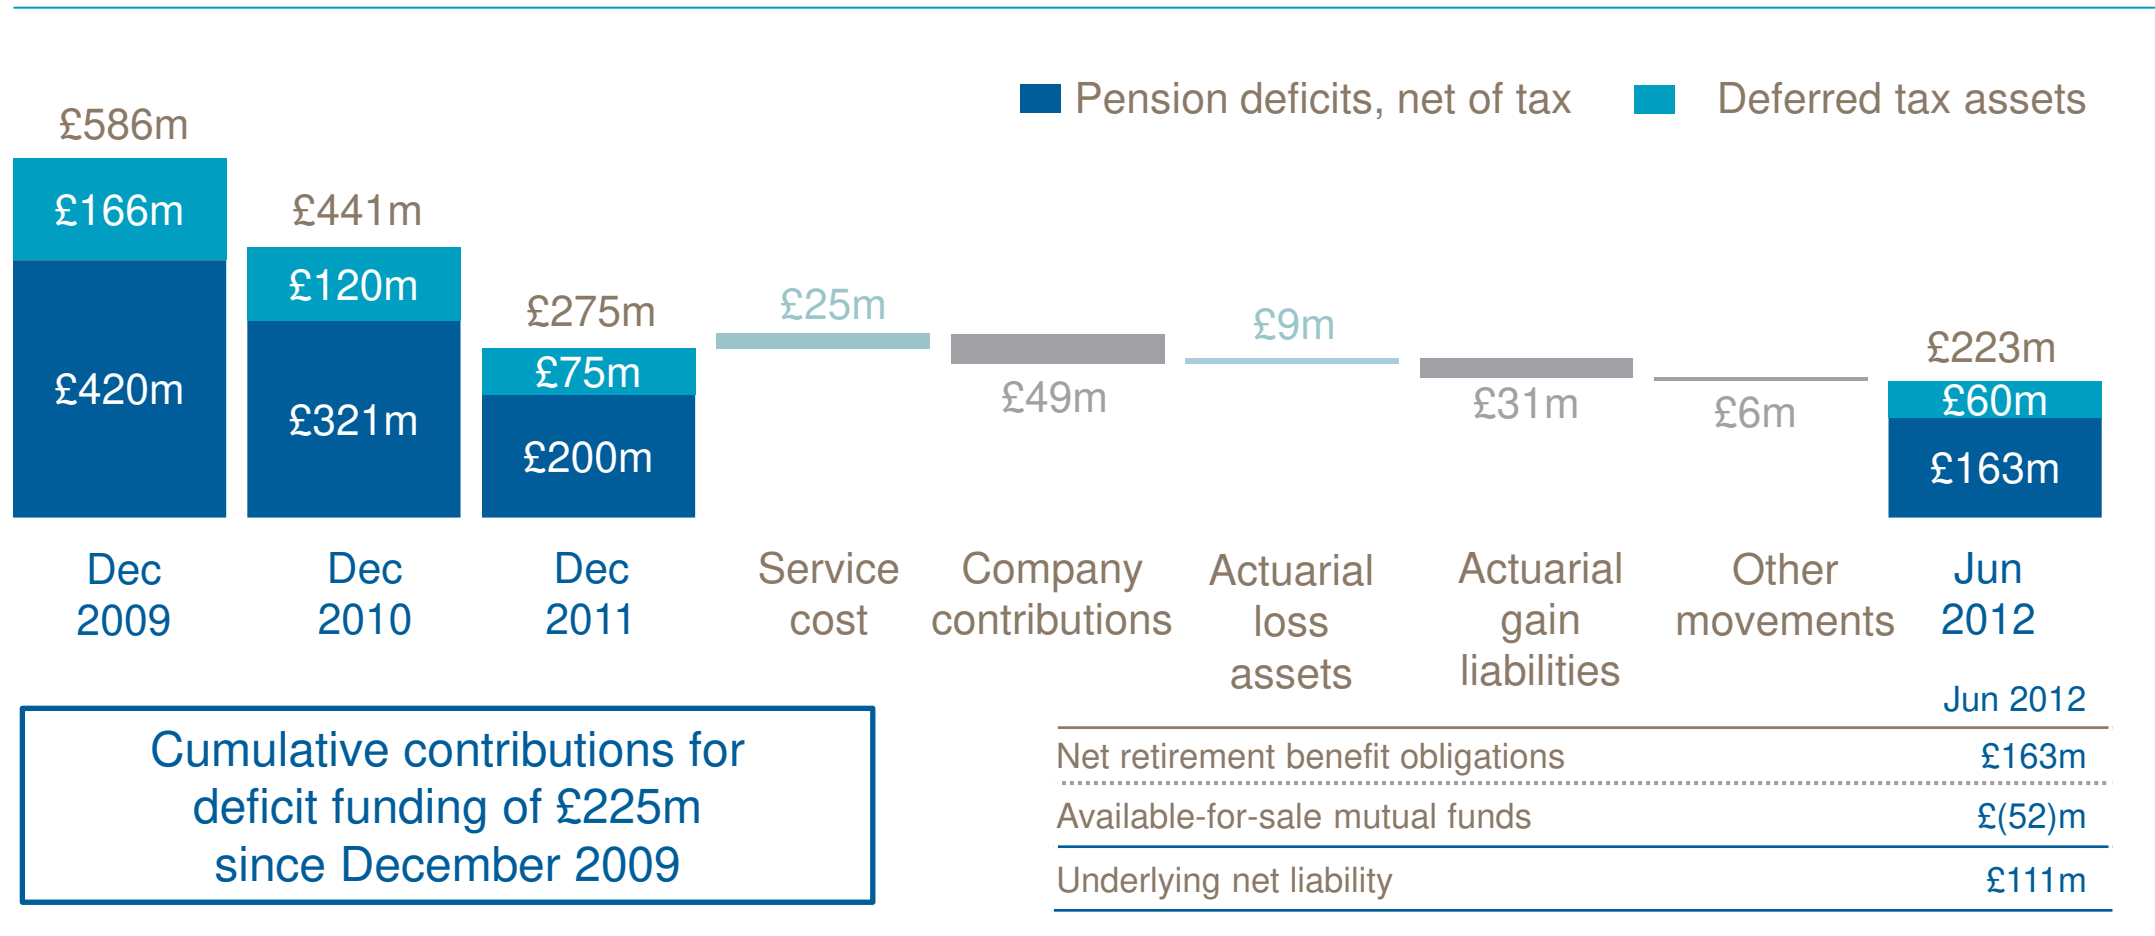 Pension deficits, net of tax
Deferred tax assets
£586m
£166m
£420m
£441m
£120m
£321m
£275m
£75m
£200m
£25m
£49m
£9m
£31m
£6m
£223m
£60m
£163m
Dec
2009
Dec
2010
Dec
2011
Service
cost
Company
contributions
Actuarial
loss
assets
Actuarial
gain
liabilities
Other
movements
Jun
2012
Cumulative contributions for
deficit funding of £225m
since December 2009
Jun 2012
Net retirement benefit obligations £163m
Available-for-sale mutual funds £(52)m
Underlying net liability £111m